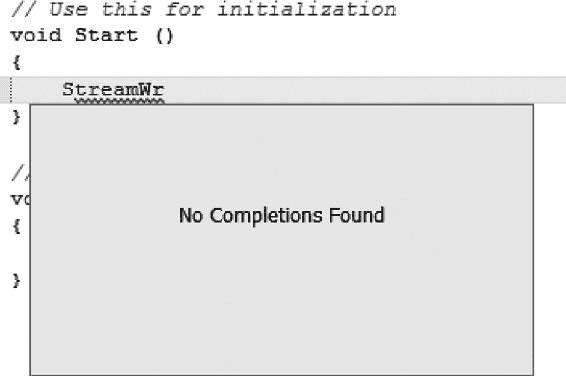 // Use this for initialization
void Start ()
{
StreamWr
}
No Completions Found
//
vo
{
}